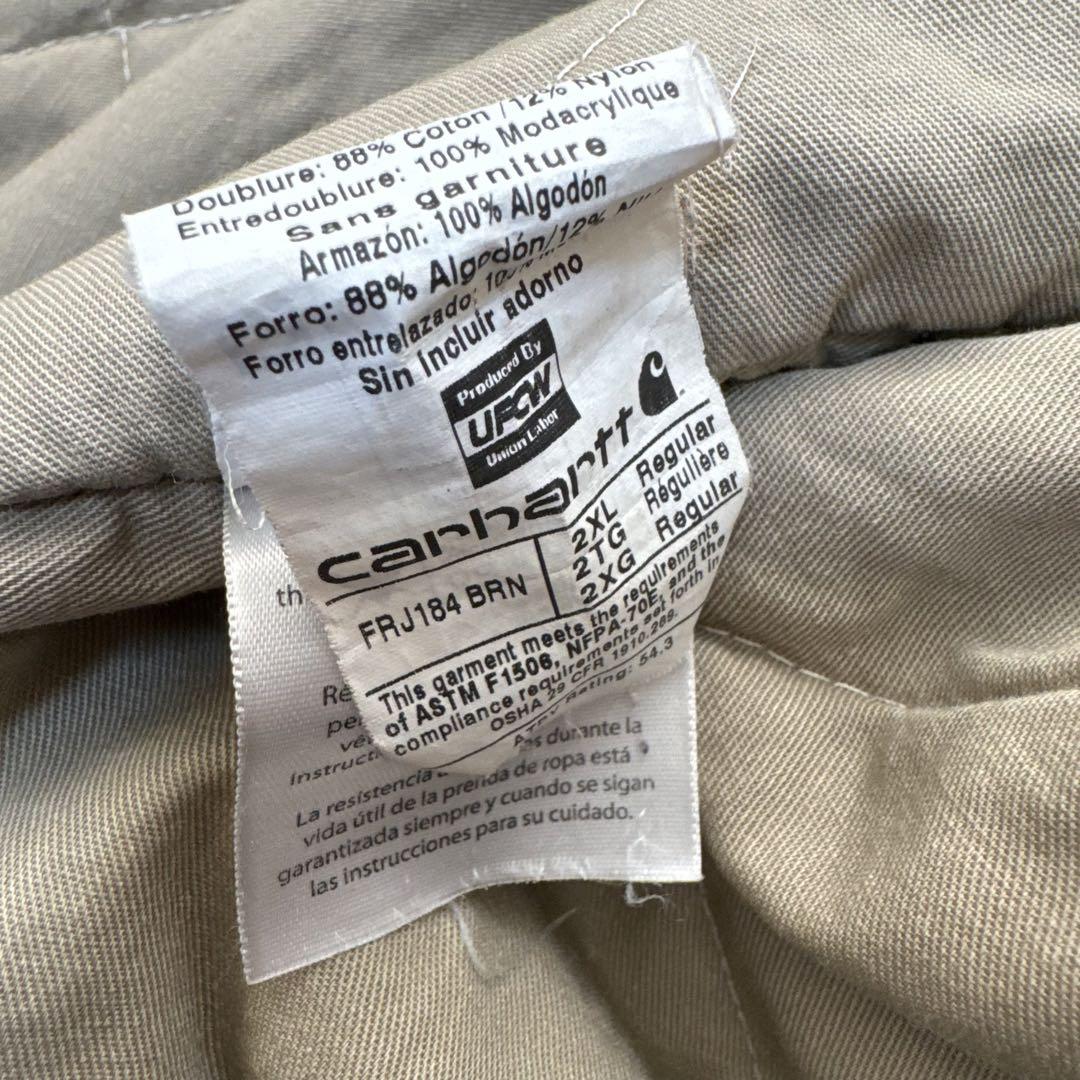 Doublure: 88% Coton / 12% Nylon
Entredoublure: 100% Modacrylique
Sans garniture
Armazón: 100% Algodón
Forro: 88% Algodón/12%
Forro entrelazado:
Sin incluir adorno
Produced By
UFCW
Union Labor
carhartt
FRJ184 BRN
2XL Regular
2TG Régulière
2XG Regular
This garment meets the requirements
of ASTM F1506, NFPA-70E, and the
compliance requirements set forth in
OSHA 29 CFR 1910.269.
Rating: 54.3
th
durante la
La resistencia
vida útil de la prenda de ropa está
garantizada siempre y cuando se sigan
las instrucciones para su cuidado.